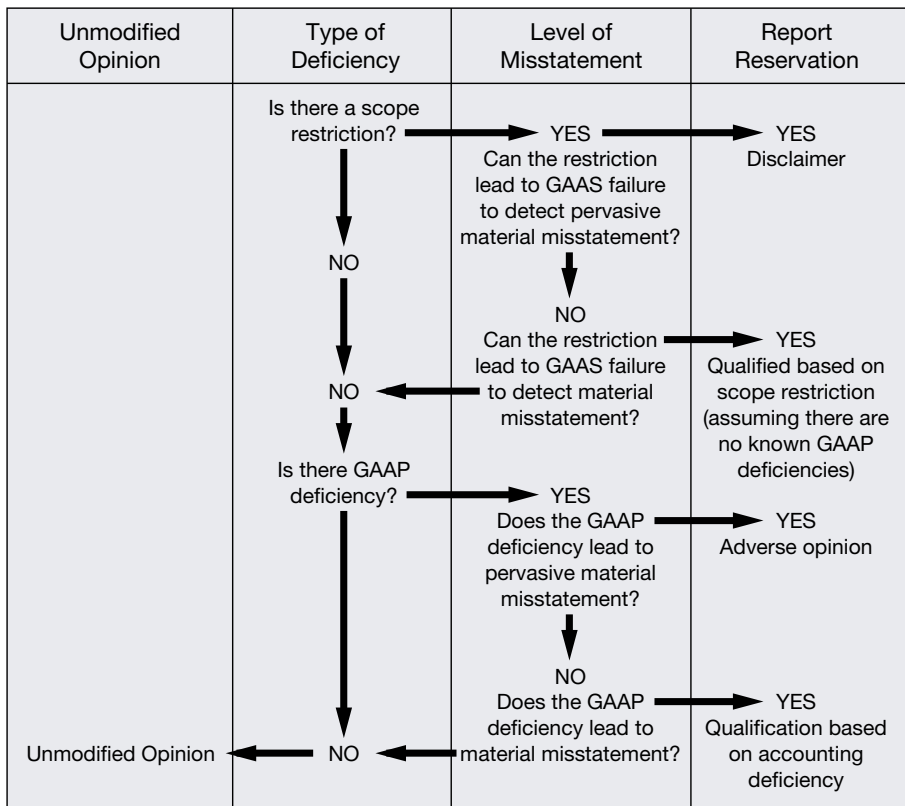 Unmodified
Opinion
Type of
Deficiency
Level of
Misstatement
Report
Reservation
Is there a scope
restriction?
YES
Can the restriction
lead to GAAS failure
to detect pervasive
material misstatement?
YES
Disclaimer
NO
NO
Can the restriction
lead to GAAS failure
to detect material
misstatement?
YES
Qualified based on
scope restriction
(assuming there are
no known GAAP
deficiencies)
NO
Is there GAAP
deficiency?
YES
Does the GAAP
deficiency lead to
pervasive material
misstatement?
YES
Adverse opinion
NO
Does the GAAP
deficiency lead to
material misstatement?
YES
Qualification based
on accounting
deficiency
NO
Unmodified Opinion